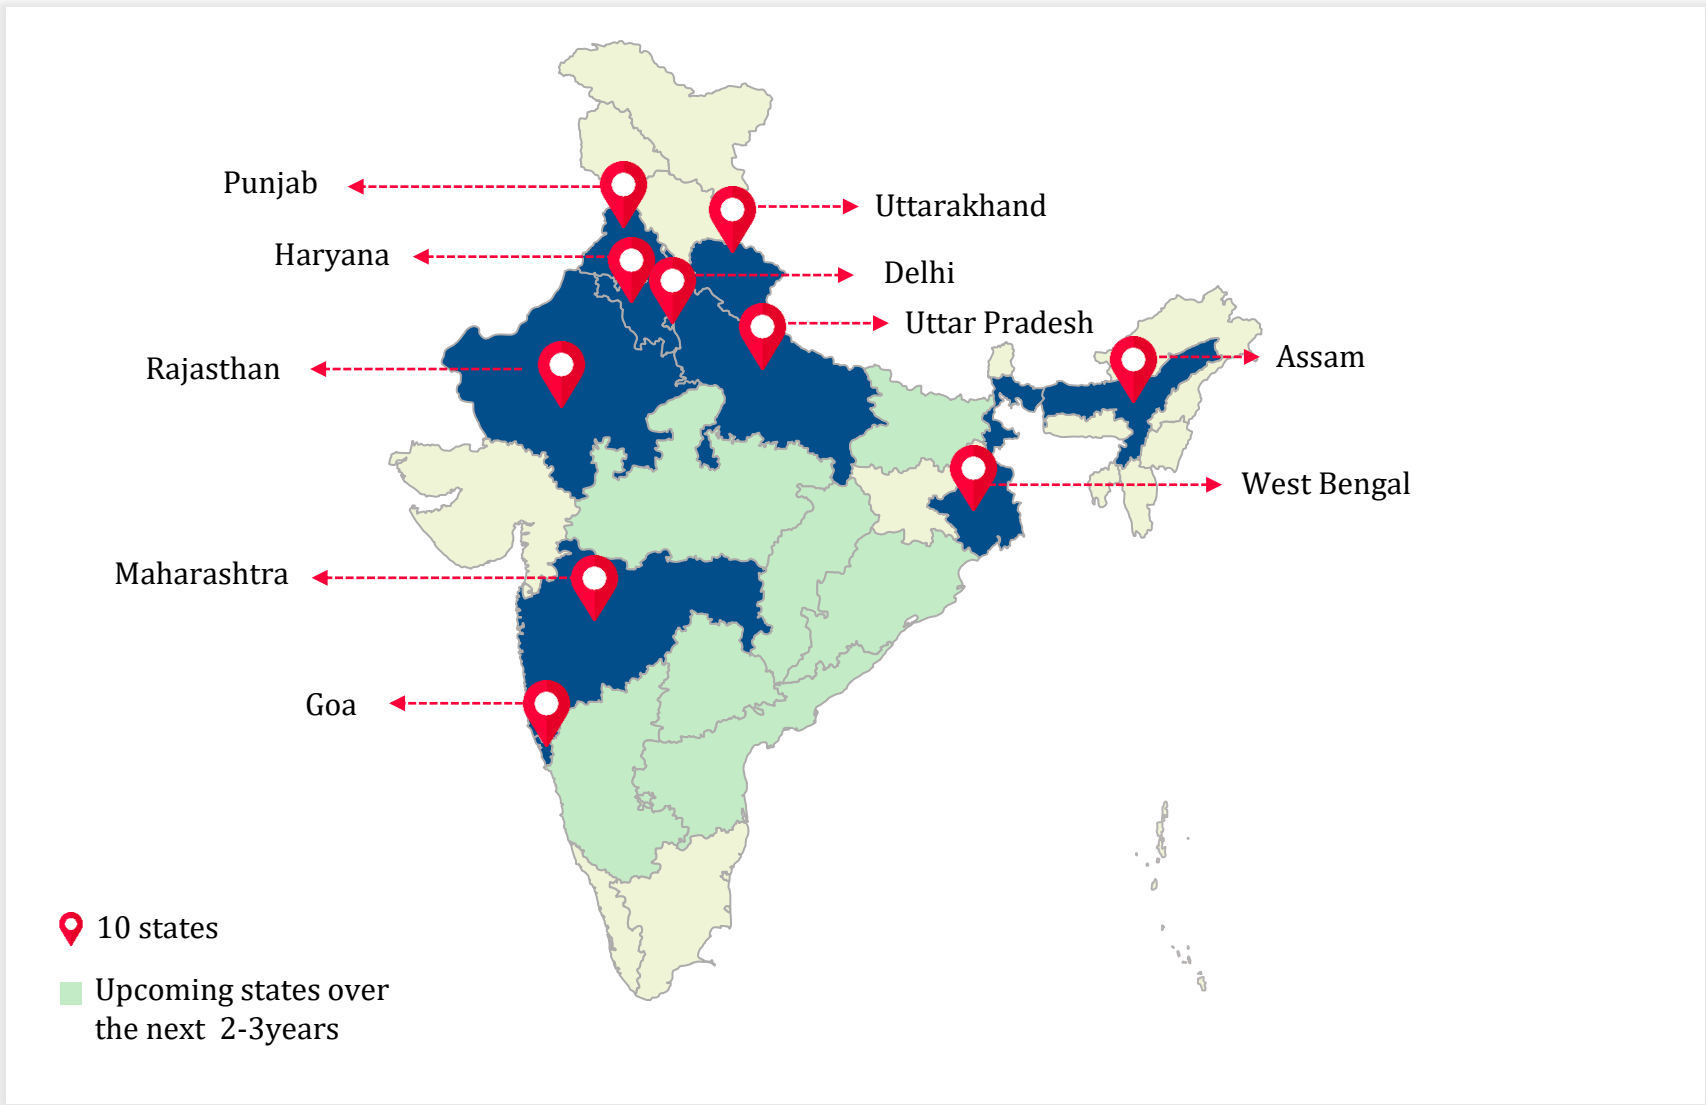 Punjab
Uttarakhand
Haryana
Delhi
Uttar Pradesh
Assam
Rajasthan
West Bengal
Maharashtra
Goa
10 states
Upcoming states over
the next  2-3years